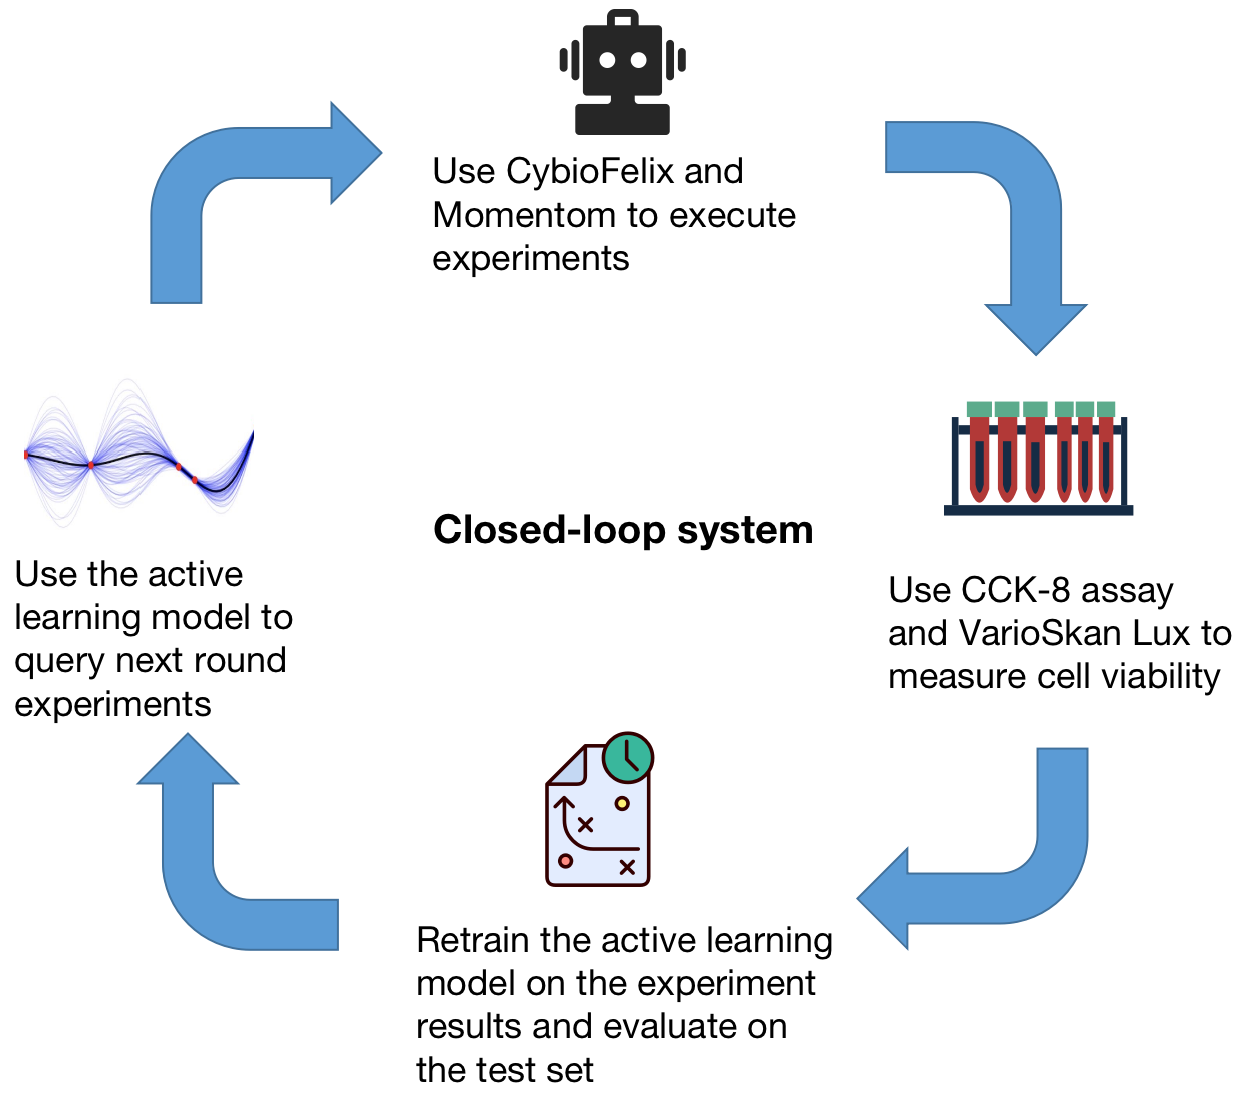 Use CybioFelix and
Momentom to execute
experiments
Use the active
learning model to
query next round
experiments
Closed-loop system
Use CCK-8 assay
and VarioSkan Lux to
measure cell viability
Retrain the active learning
model on the experiment
results and evaluate on
the test set